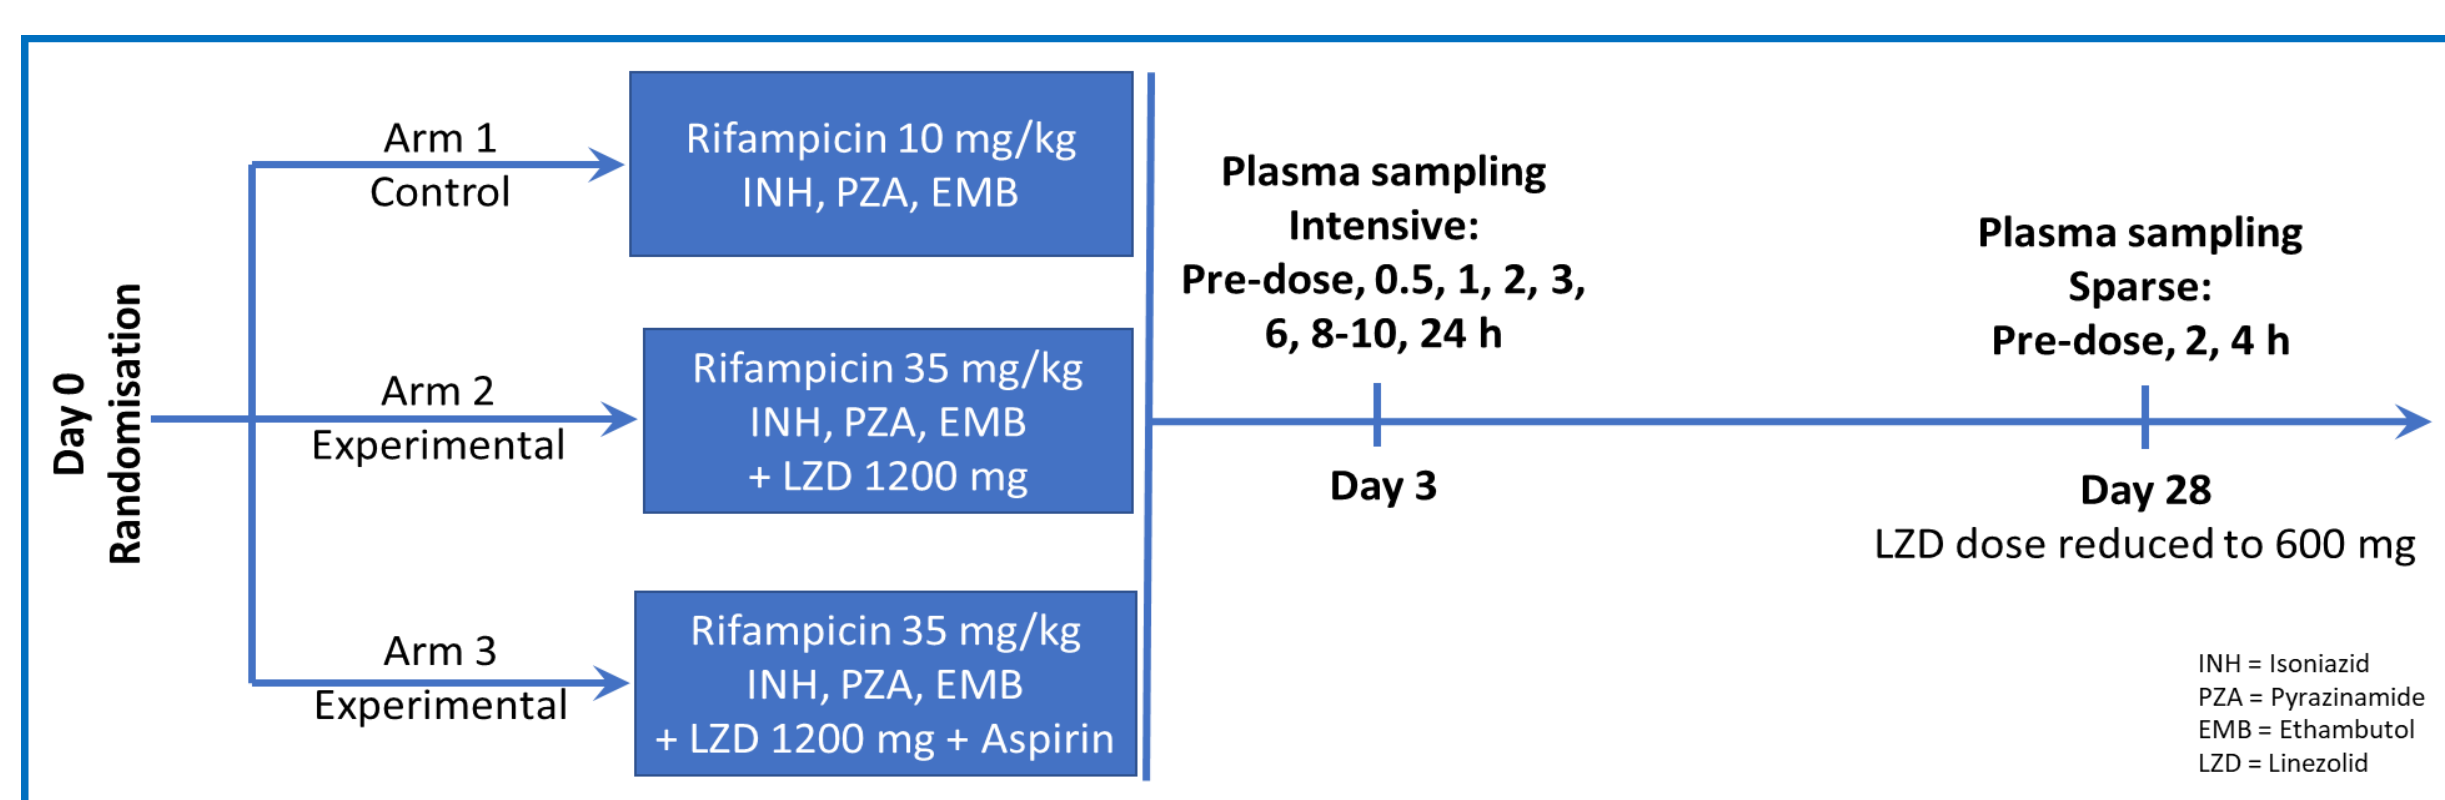 Day 0
Randomisation
Arm 1
Control
Rifampicin 10 mg/kg
INH, PZA, EMB
Arm 2
Experimental
Rifampicin 35 mg/kg
INH, PZA, EMB
+ LZD 1200 mg
Arm 3
Experimental
Rifampicin 35 mg/kg
INH, PZA, EMB
+ LZD 1200 mg + Aspirin
Plasma sampling
Intensive:
Pre-dose, 0.5, 1, 2, 3,
6, 8-10, 24 h
Day 3
Plasma sampling
Sparse:
Pre-dose, 2, 4 h
Day 28
LZD dose reduced to 600 mg
INH = Isoniazid
PZA = Pyrazinamide
EMB = Ethambutol
LZD = Linezolid